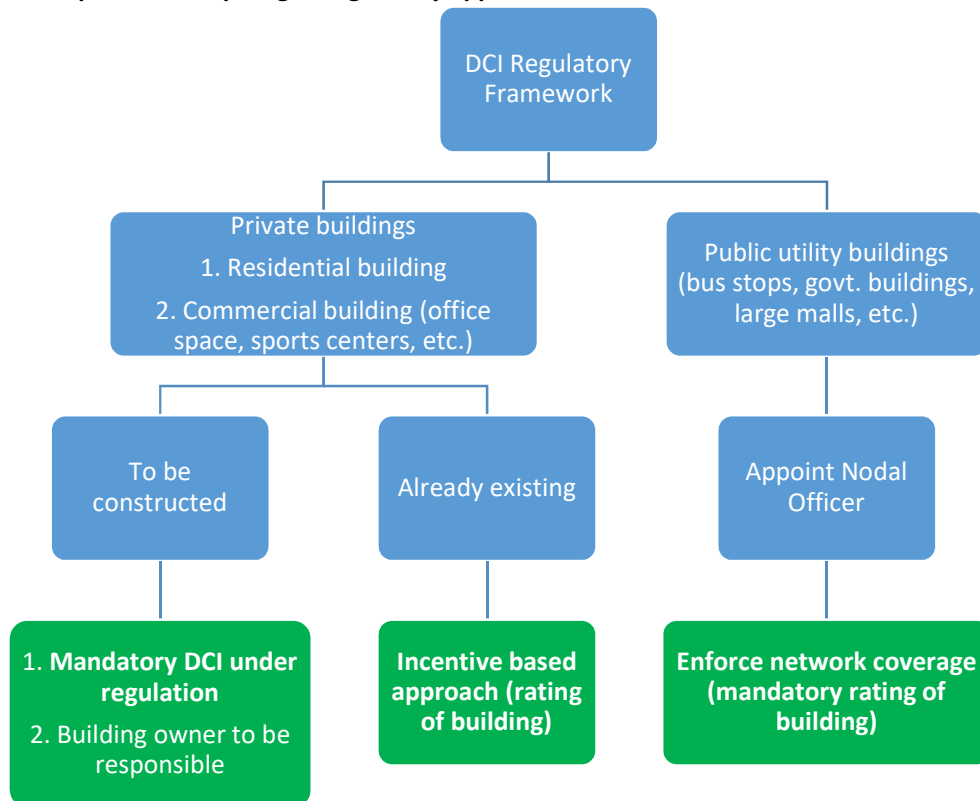 DCI Regulatory
Framework
Private buildings
1. Residential building
2. Commercial building (office
space, sports centers, etc.)
Public utility buildings
(bus stops, govt. buildings,
large malls, etc.)
To be
constructed
Already existing
Appoint Nodal
Officer
1. Mandatory DCI under
regulation
2. Building owner to be
responsible
Incentive based
approach (rating
of building)
Enforce network coverage
(mandatory rating of
building)